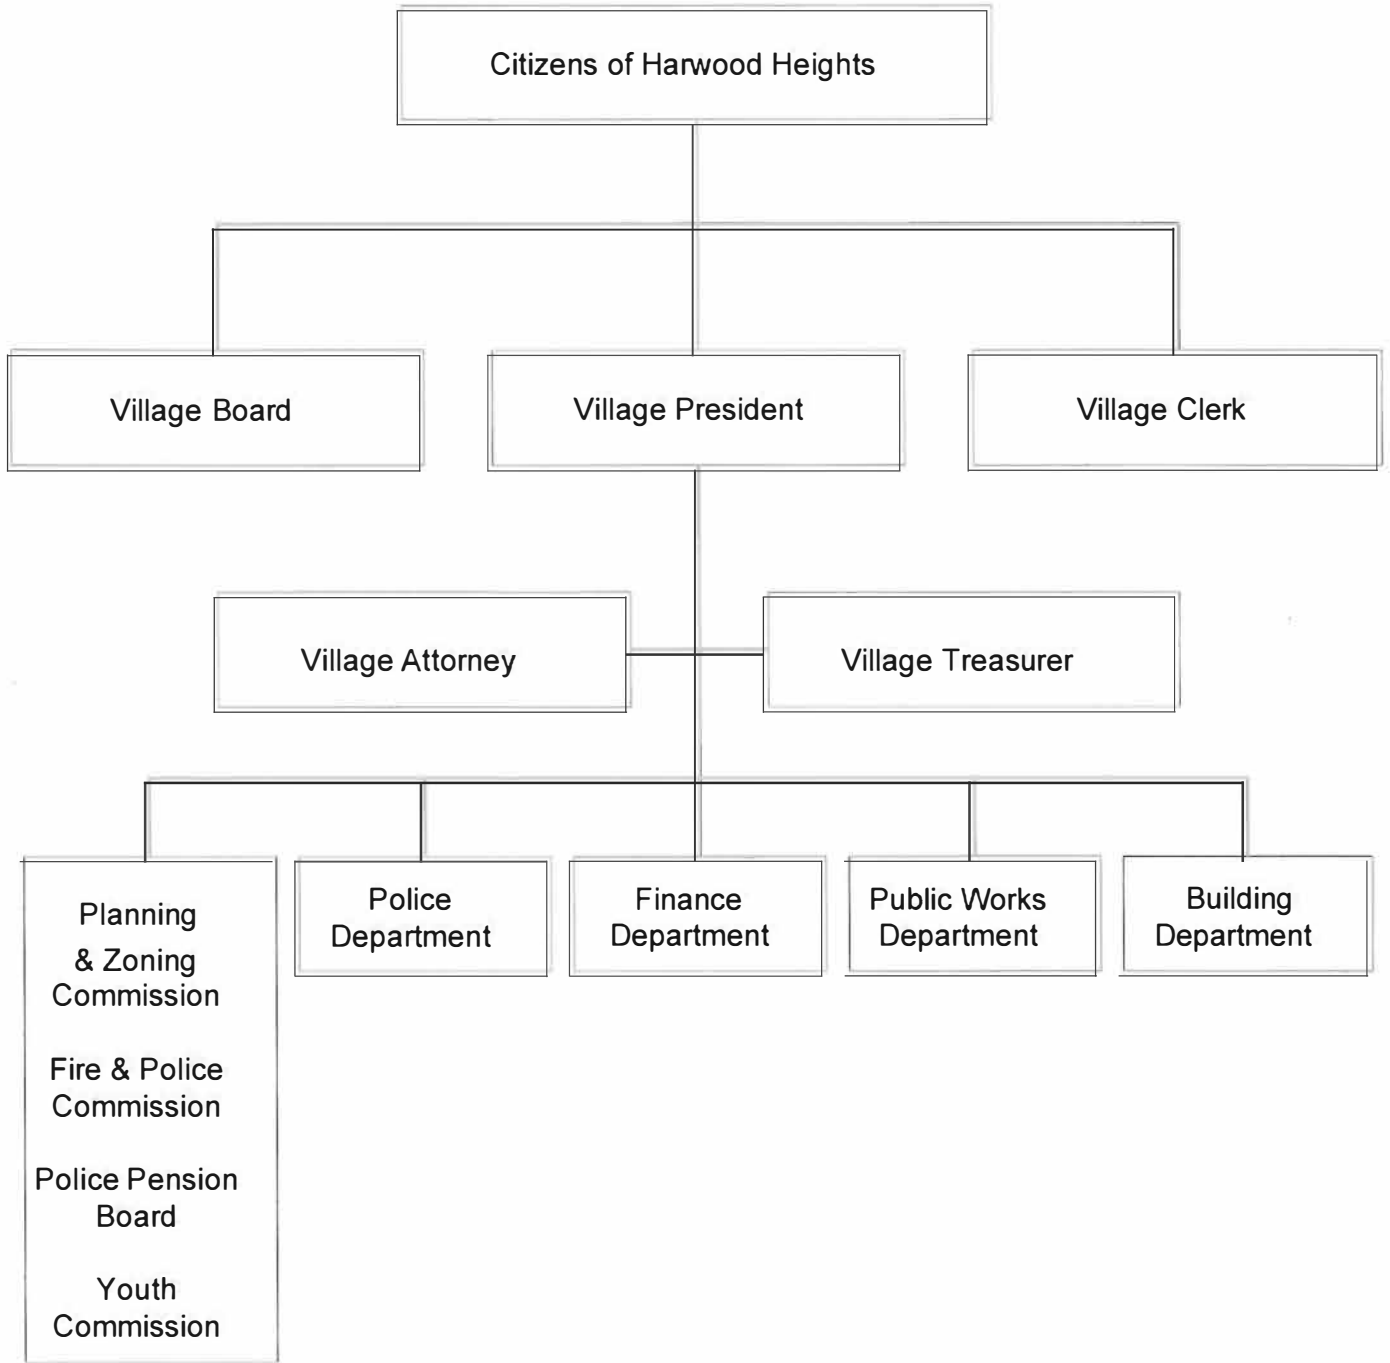 Citizens of Harwood Heights
Village Board
Village President
Village Clerk
Village Attorney
Village Treasurer
Planning
& Zoning
Commission
Fire & Police
Commission
Police Pension
Board
Youth
Commission
Police
Department
Finance
Department
Public Works
Department
Building
Department